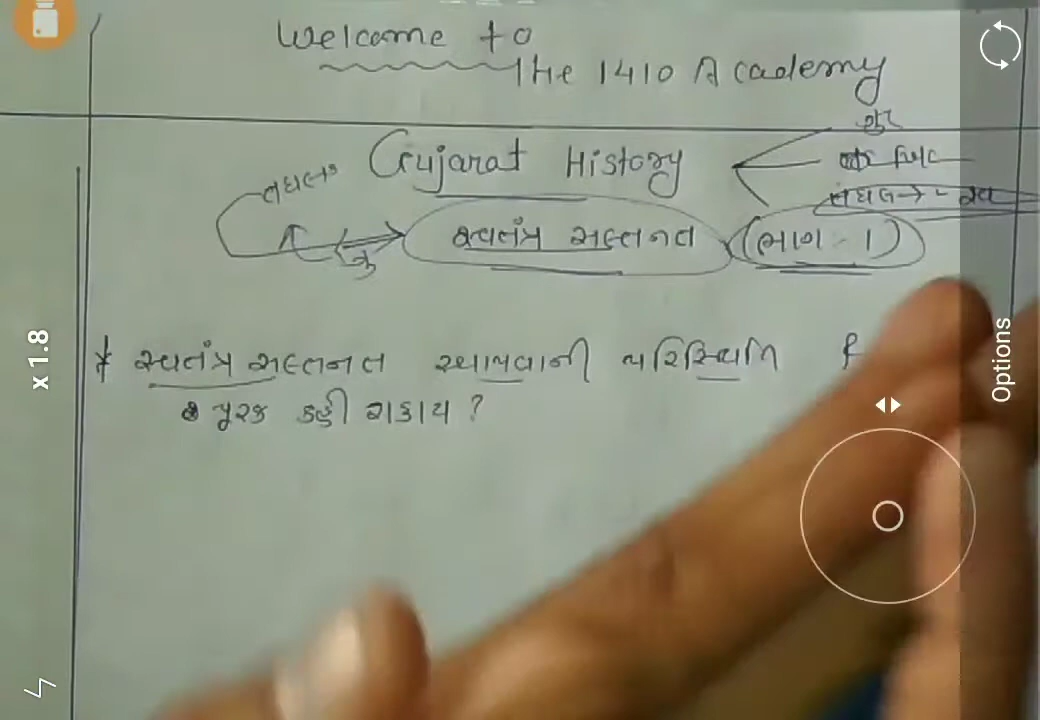 Welcome to
The 1410 Academy
Gujarat History
સ્વતંત્ર સલ્તનત (ભાગ - 1)
* સ્વતંત્ર સલ્તનત સ્થાપવાની પરિસ્થિતિ
પૂરક કહી શકાય ?
x 1.8
Options